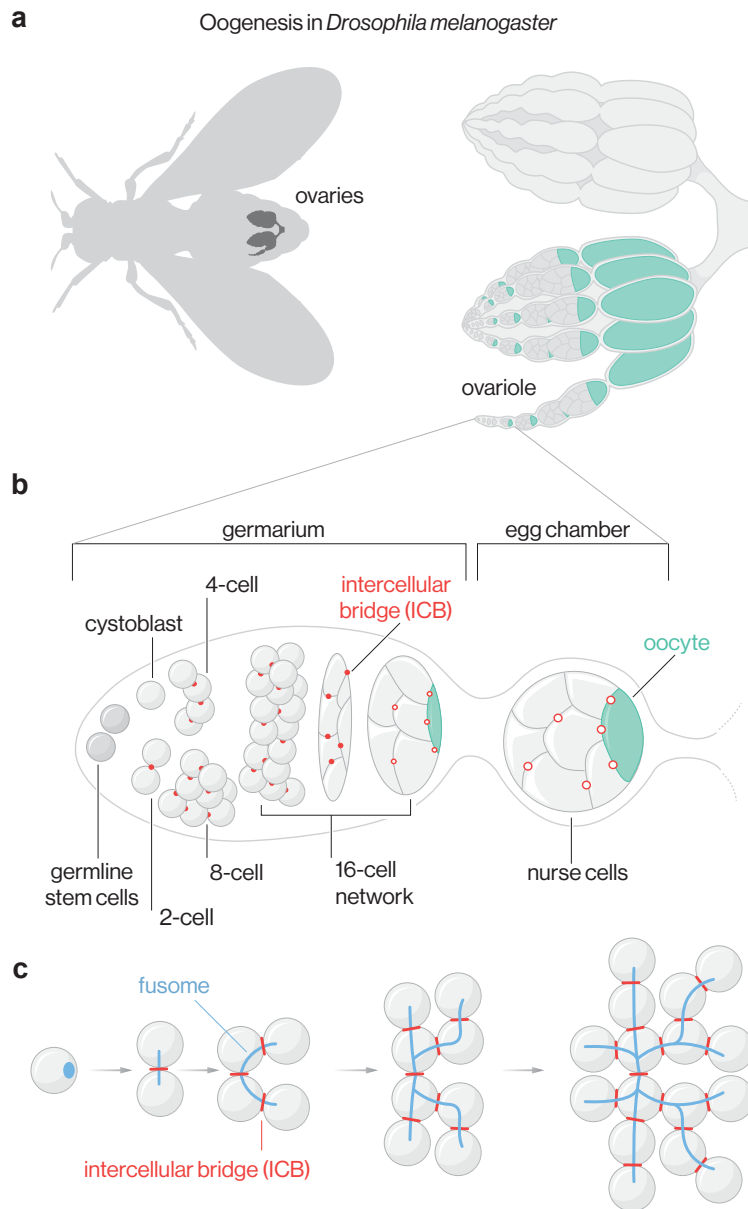 a
Oogenesis in Drosophila melanogaster
ovaries
ovariole
b
germarium
egg chamber
4-cell
intercellular
bridge (ICB)
cystoblast
oocyte
germline
stem cells
2-cell
8-cell
16-cell
network
nurse cells
c
fusome
intercellular bridge (ICB)